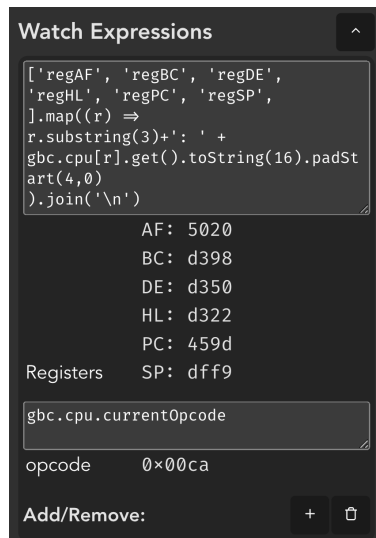 Watch Expressions
['regAF', 'regBC', 'regDE',
'regHL', 'regPC', 'regSP',
].map((r) ⇒
r.substring(3)+': ' +
gbc.cpu[r].get().toString(16).padSt
art(4,0)
).join('\n')
AF: 5020
BC: d398
DE: d350
HL: d322
PC: 459d
Registers SP: dff9
gbc.cpu.currentOpcode
opcode 0×00ca
Add/Remove: +